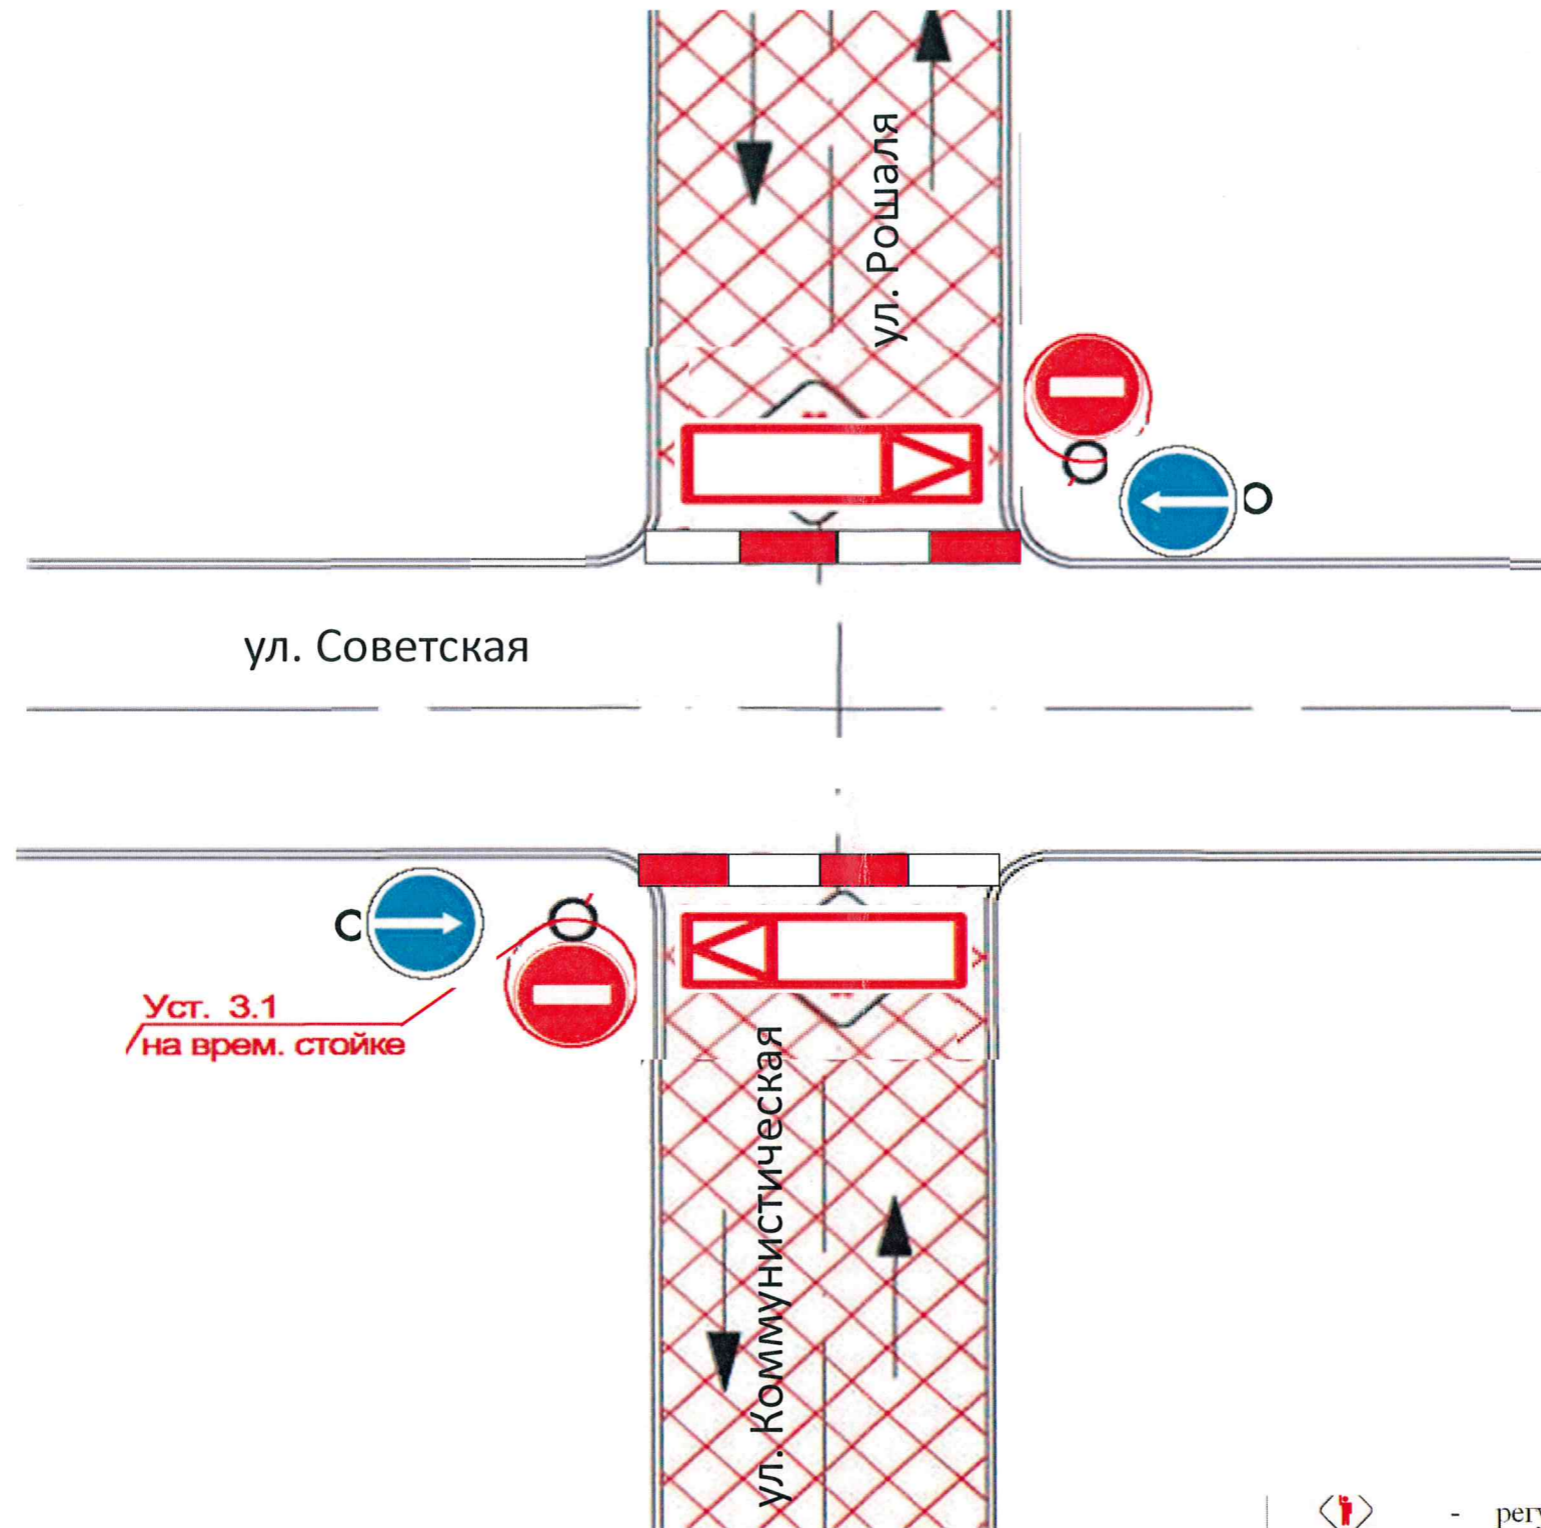 ул. Рошаля
ул. Советская
Уст. 3.1
на врем. стойке
ул. Коммунистическая
-